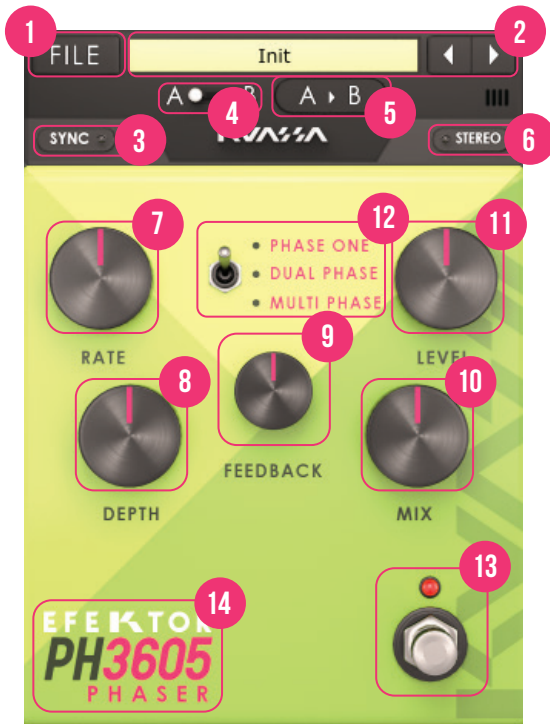 1
2
FILE
Init
A B
4
A ▸ B
5
SYNC
3
KUASSA
STEREO
6
7
12
11
PHASE ONE
DUAL PHASE
MULTI PHASE
RATE
9
LEVEL
8
10
FEEDBACK
DEPTH
MIX
13
14
EFEKTOR
PH3605
PHASER